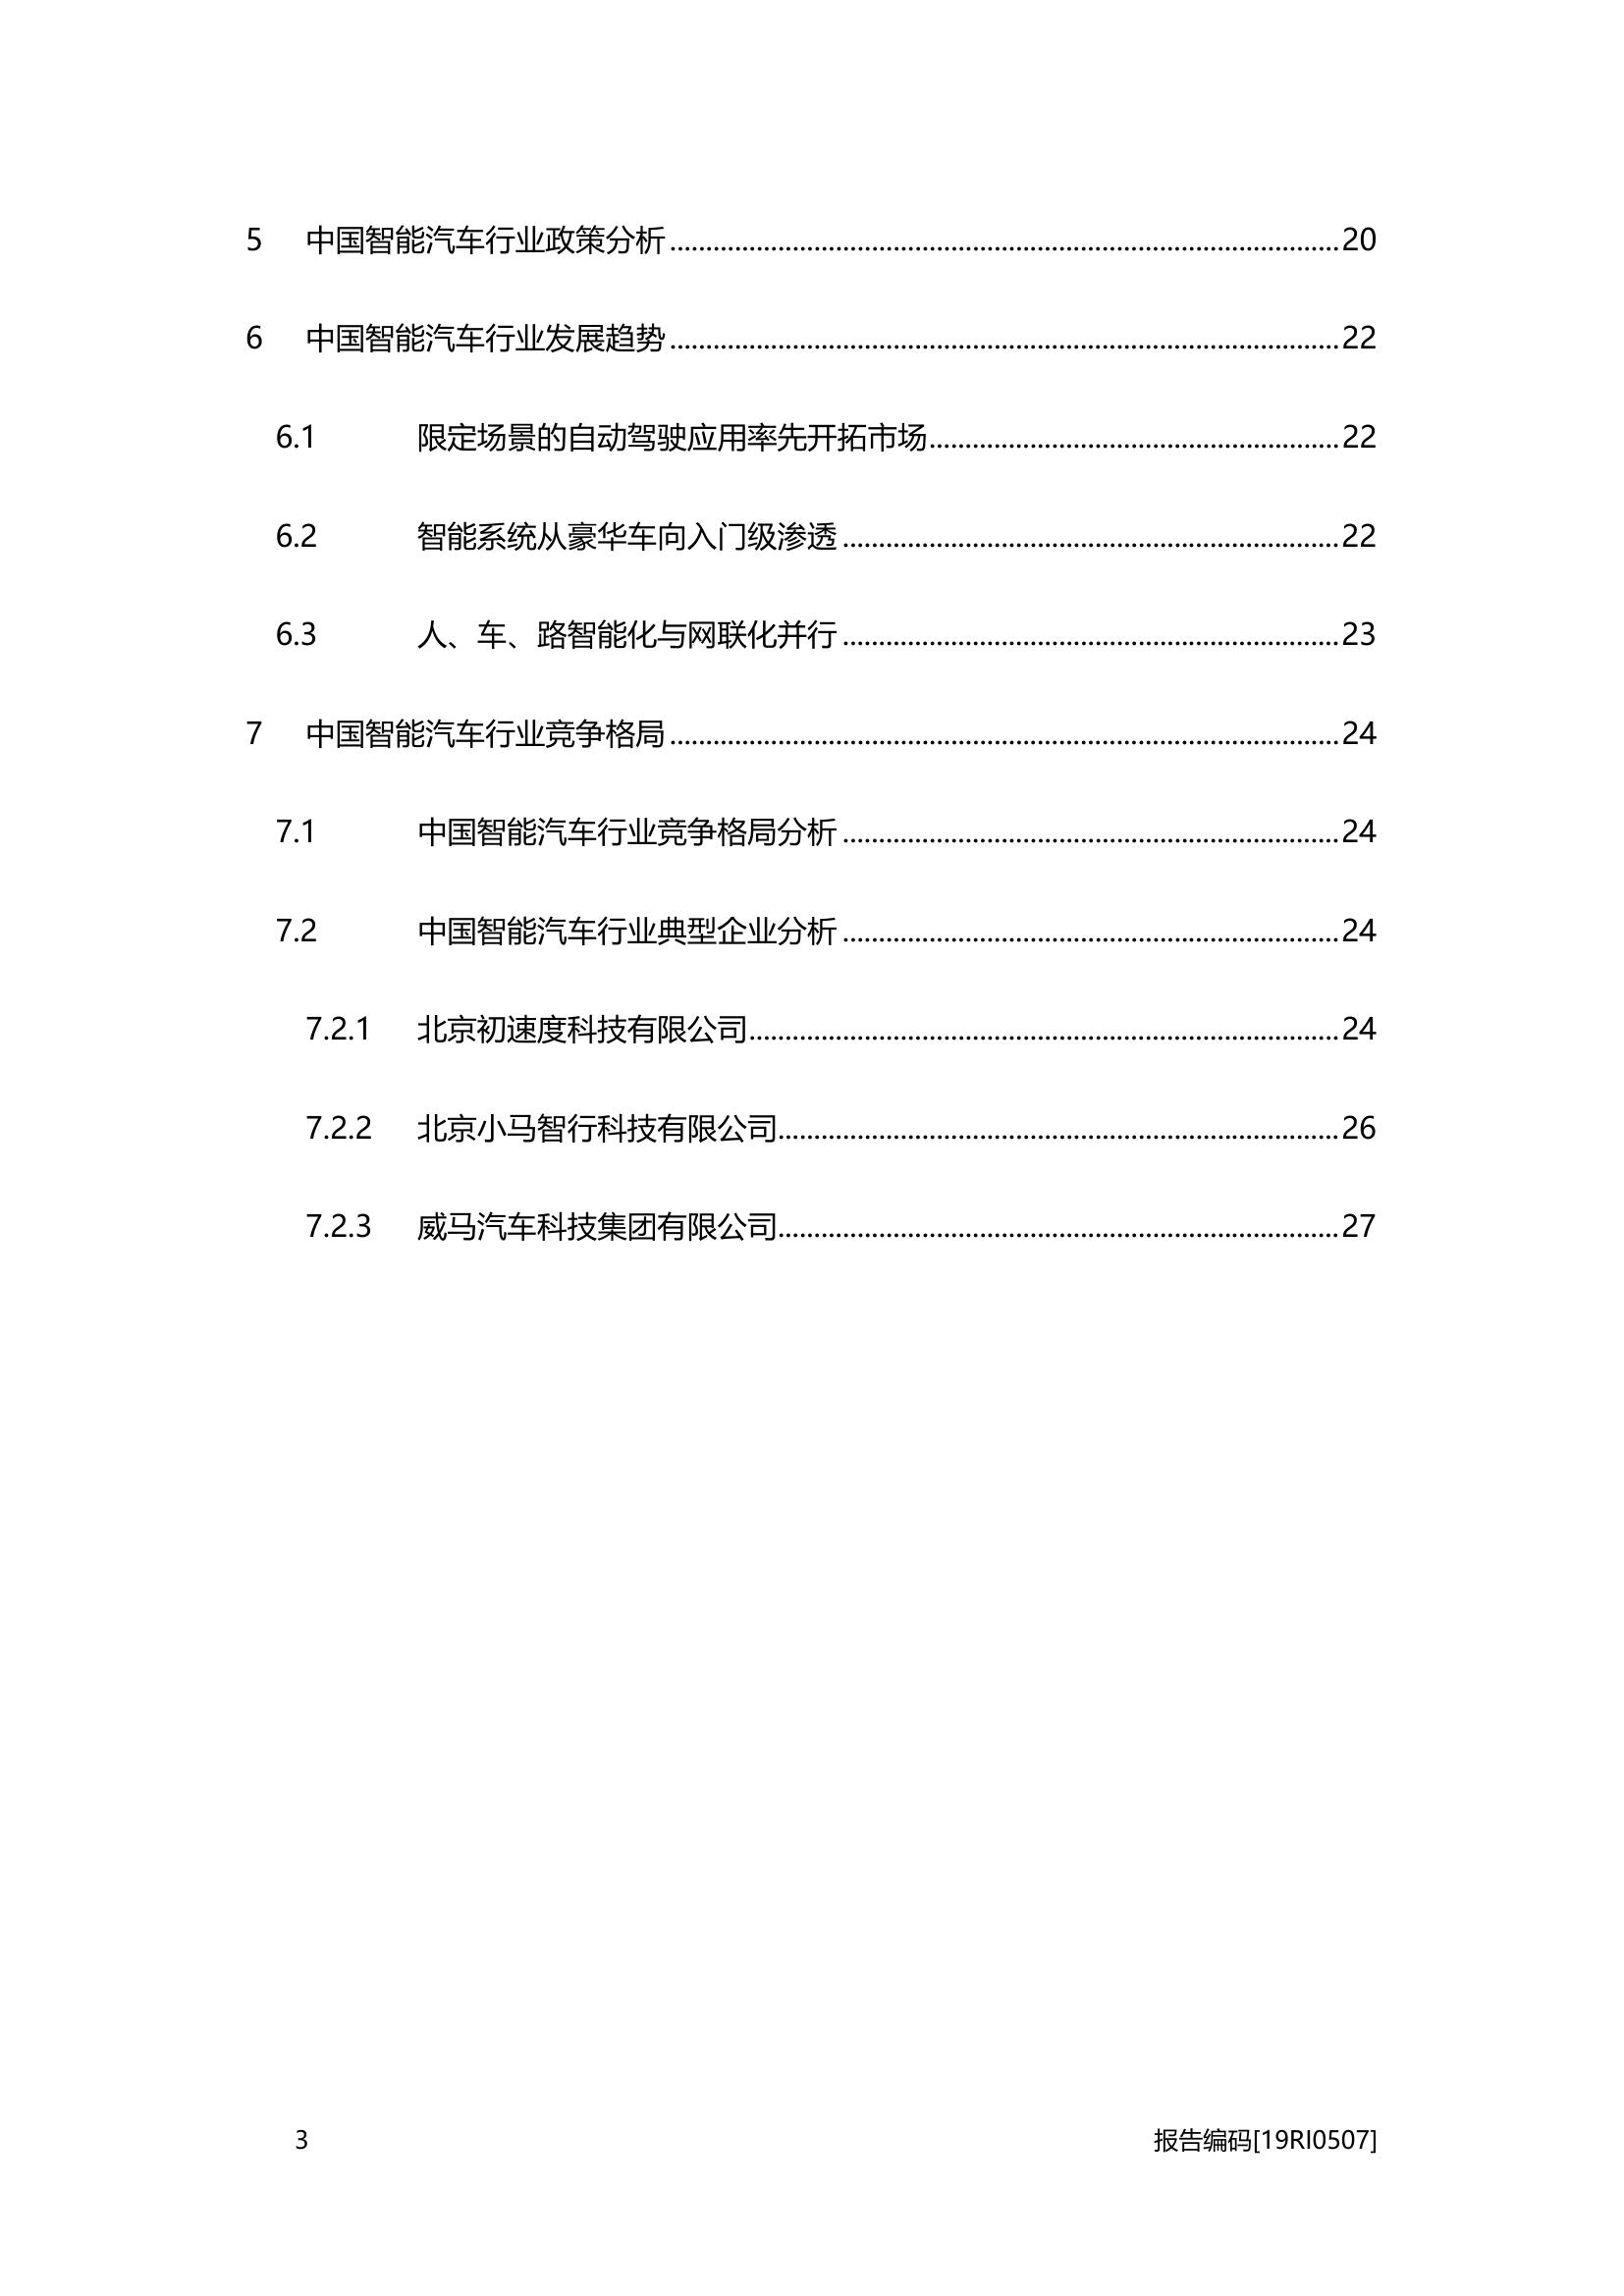 5 中国智能汽车行业政策分析........................................20
6 中国智能汽车行业发展趋势........................................22
6.1 限定场景的自动驾驶应用率先开拓市场........................................22
6.2 智能系统从豪华车向入门级渗透........................................22
6.3 人、车、路智能化与网联化并行........................................23
7 中国智能汽车行业竞争格局........................................24
7.1 中国智能汽车行业竞争格局分析........................................24
7.2 中国智能汽车行业典型企业分析........................................24
7.2.1 北京初速度科技有限公司........................................24
7.2.2 北京小马智行科技有限公司........................................26
7.2.3 威马汽车科技集团有限公司........................................27
3 报告编码[19RI0507]